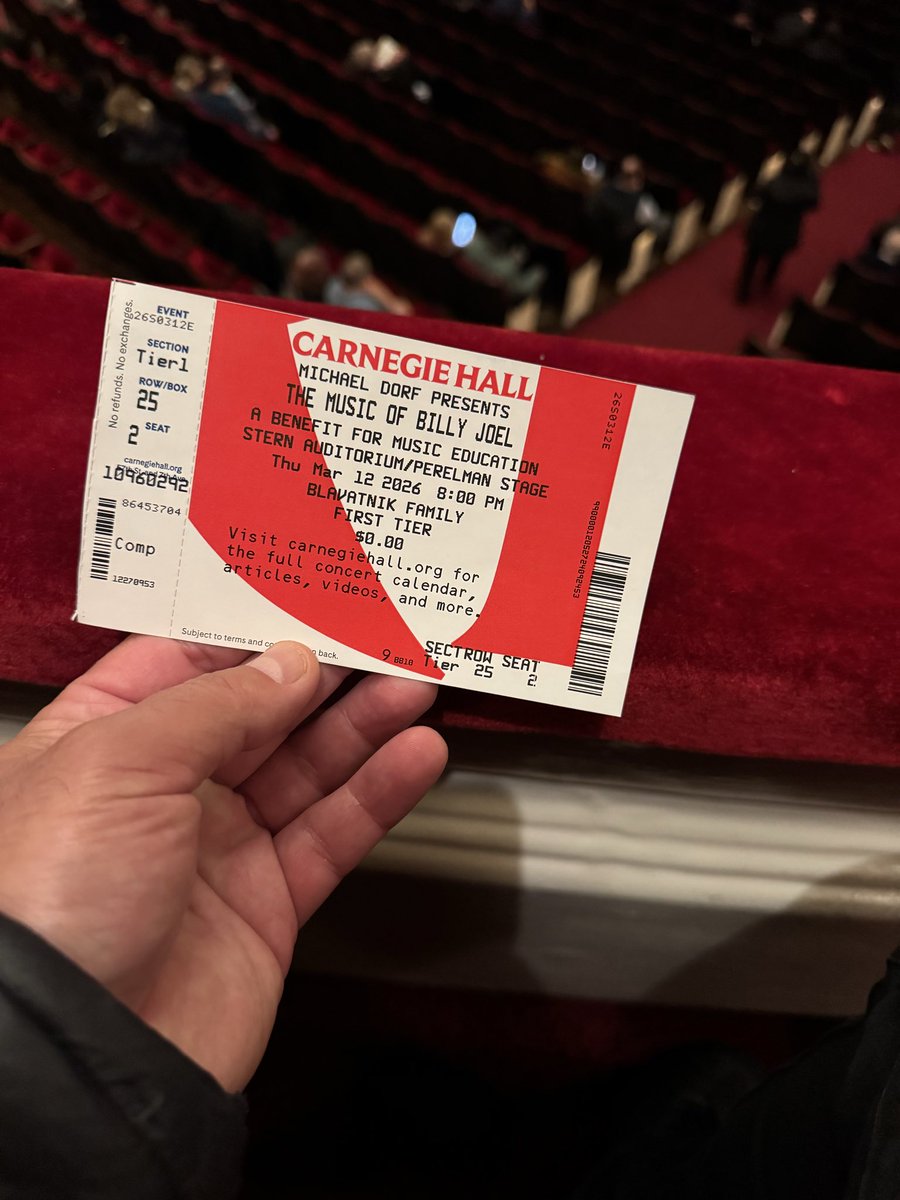 No refunds. No exchanges.
EVENT
26S0312E
SECTION
Tier1
ROW/BOX
25
SEAT
2
carnegiehall.org
10960292
86453704
Comp
12270953
CARNEGIE HALL
MICHAEL DORF PRESENTS
THE MUSIC OF BILLY JOEL
A BENEFIT FOR MUSIC EDUCATION
STERN AUDITORIUM/PERELMAN STAGE
Thu Mar 12 2026 8:00 PM
BLAVATNIK FAMILY
FIRST TIER
$0.00
Visit carnegiehall.org for
the full concert calendar,
articles, videos, and more.
Subject to terms and back.
9
SECTROW SEAT
Tier 25 2
26S0312E